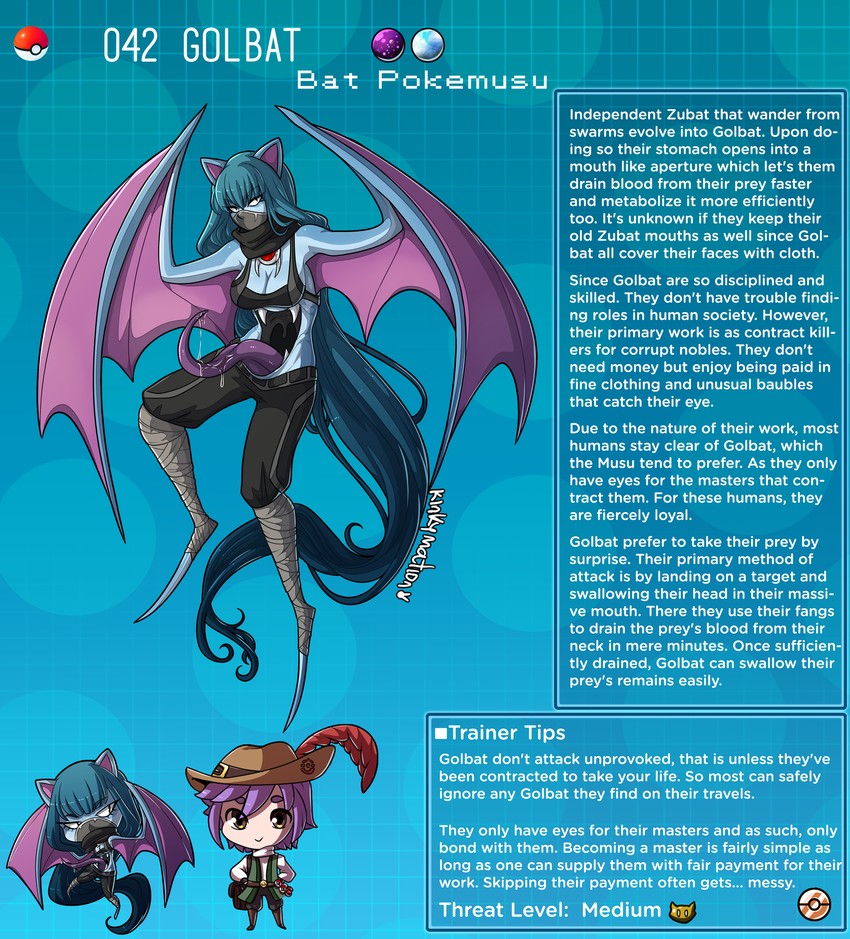 042 GOLBAT
Bat Pokemusu
Independent Zubat that wander from
swarms evolve into Golbat. Upon do-
ing so their stomach opens into a
mouth like aperture which let's them
drain blood from their prey faster
and metabolize it more efficiently
too. It's unknown if they keep their
old Zubat mouths as well since Gol-
bat all cover their faces with cloth.
Since Golbat are so disciplined and
skilled. They don't have trouble findi-
ng roles in human society. However,
their primary work is as contract kill-
ers for corrupt nobles. They don't
need money but enjoy being paid in
fine clothing and unusual baubles
that catch their eye.
Due to the nature of their work, most
humans stay clear of Golbat, which
the Musu tend to prefer. As they only
have eyes for the masters that con-
tract them. For these humans, they
are fiercely loyal.
Golbat prefer to take their prey by
surprise. Their primary method of
attack is by landing on a target and
swallowing their head in their massi-
ve mouth. There they use their fangs
to drain the prey's blood from their
neck in mere minutes. Once sufficien-
tly drained, Golbat can swallow their
prey's remains easily.
kinkymation
Trainer Tips
Golbat don't attack unprovoked, that is unless they've
been contracted to take your life. So most can safely
ignore any Golbat they find on their travels.
They only have eyes for their masters and as such, only
bond with them. Becoming a master is fairly simple as
long as one can supply them with fair payment for their
work. Skipping their payment often gets... messy.
Threat Level: Medium